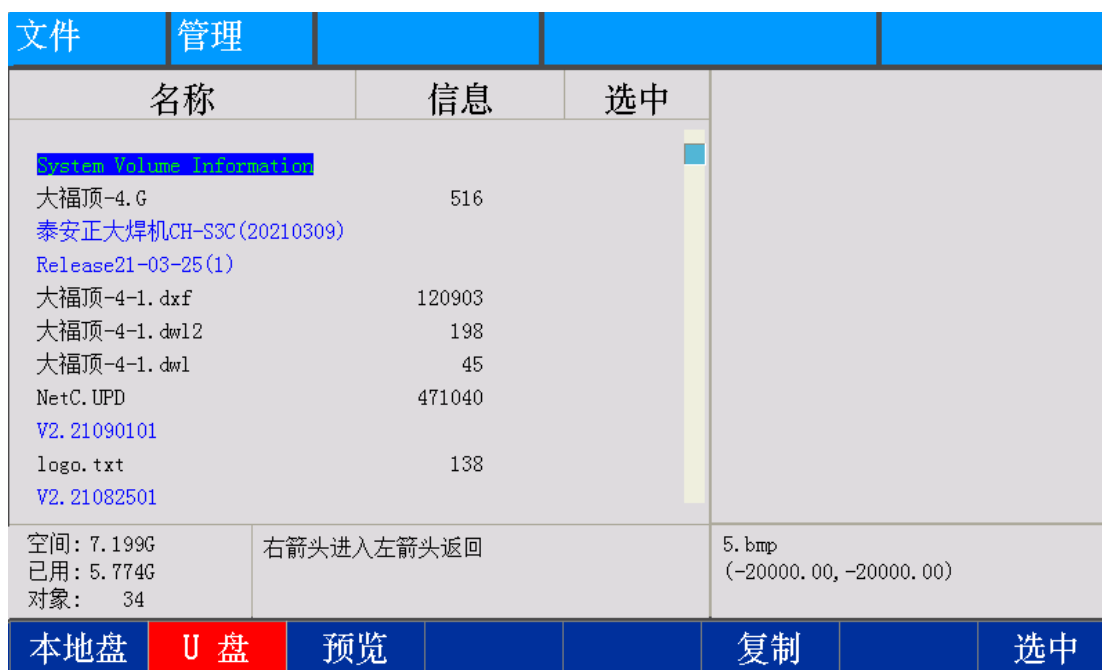 文件 管理
名称 信息 选中
System Volume Information
大福顶-4.G 516
泰安正大焊机CH-S3C(20210309)
Release21-03-25(1)
大福顶-4-1.dxf 120903
大福顶-4-1.dwl2 198
大福顶-4-1.dwl 45
NetC.UPD 471040
V2.21090101
logo.txt 138
V2.21082501
空间:7.199G
已用:5.774G
对象: 34
右箭头进入左箭头返回
5.bmp
(-20000.00,-20000.00)
本地盘 U 盘 预览 复制 选中